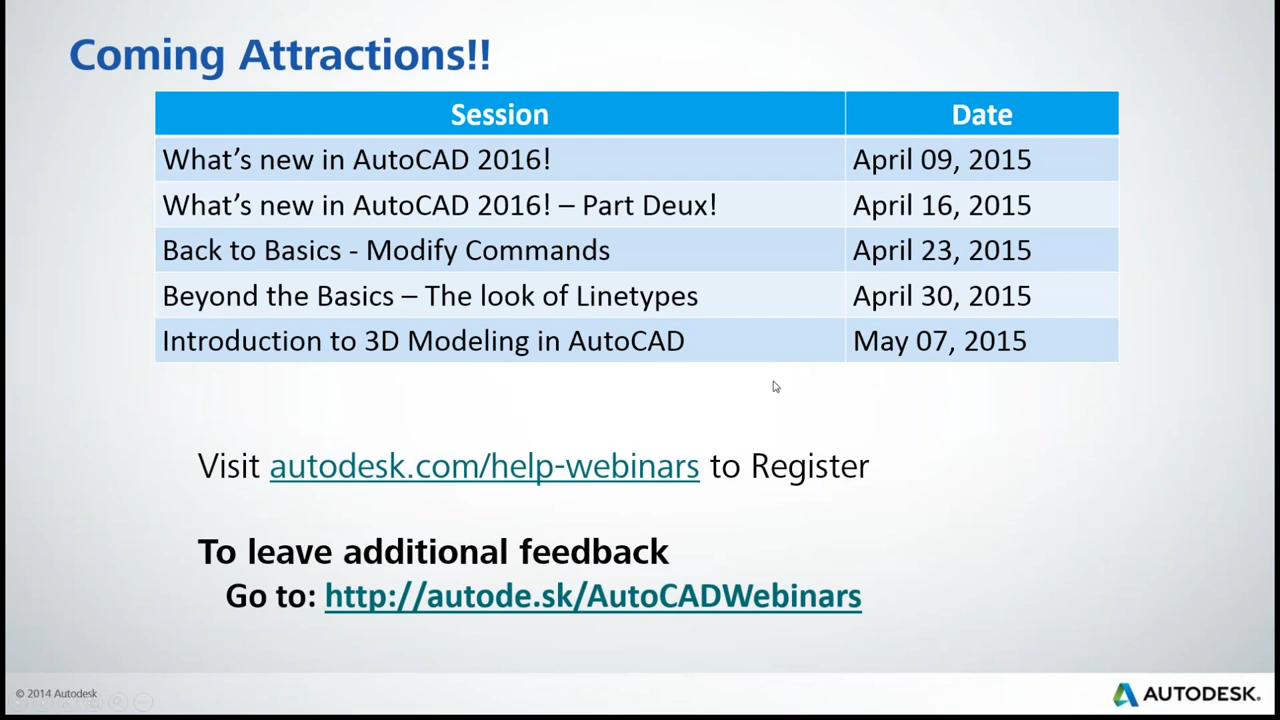 Coming Attractions!!
Session Date
What's new in AutoCAD 2016! April 09, 2015
What's new in AutoCAD 2016! – Part Deux! April 16, 2015
Back to Basics - Modify Commands April 23, 2015
Beyond the Basics – The look of Linetypes April 30, 2015
Introduction to 3D Modeling in AutoCAD May 07, 2015
Visit autodesk.com/help-webinars to Register
To leave additional feedback
Go to: http://autode.sk/AutoCADWebinars
© 2014 Autodesk
AUTODESK.